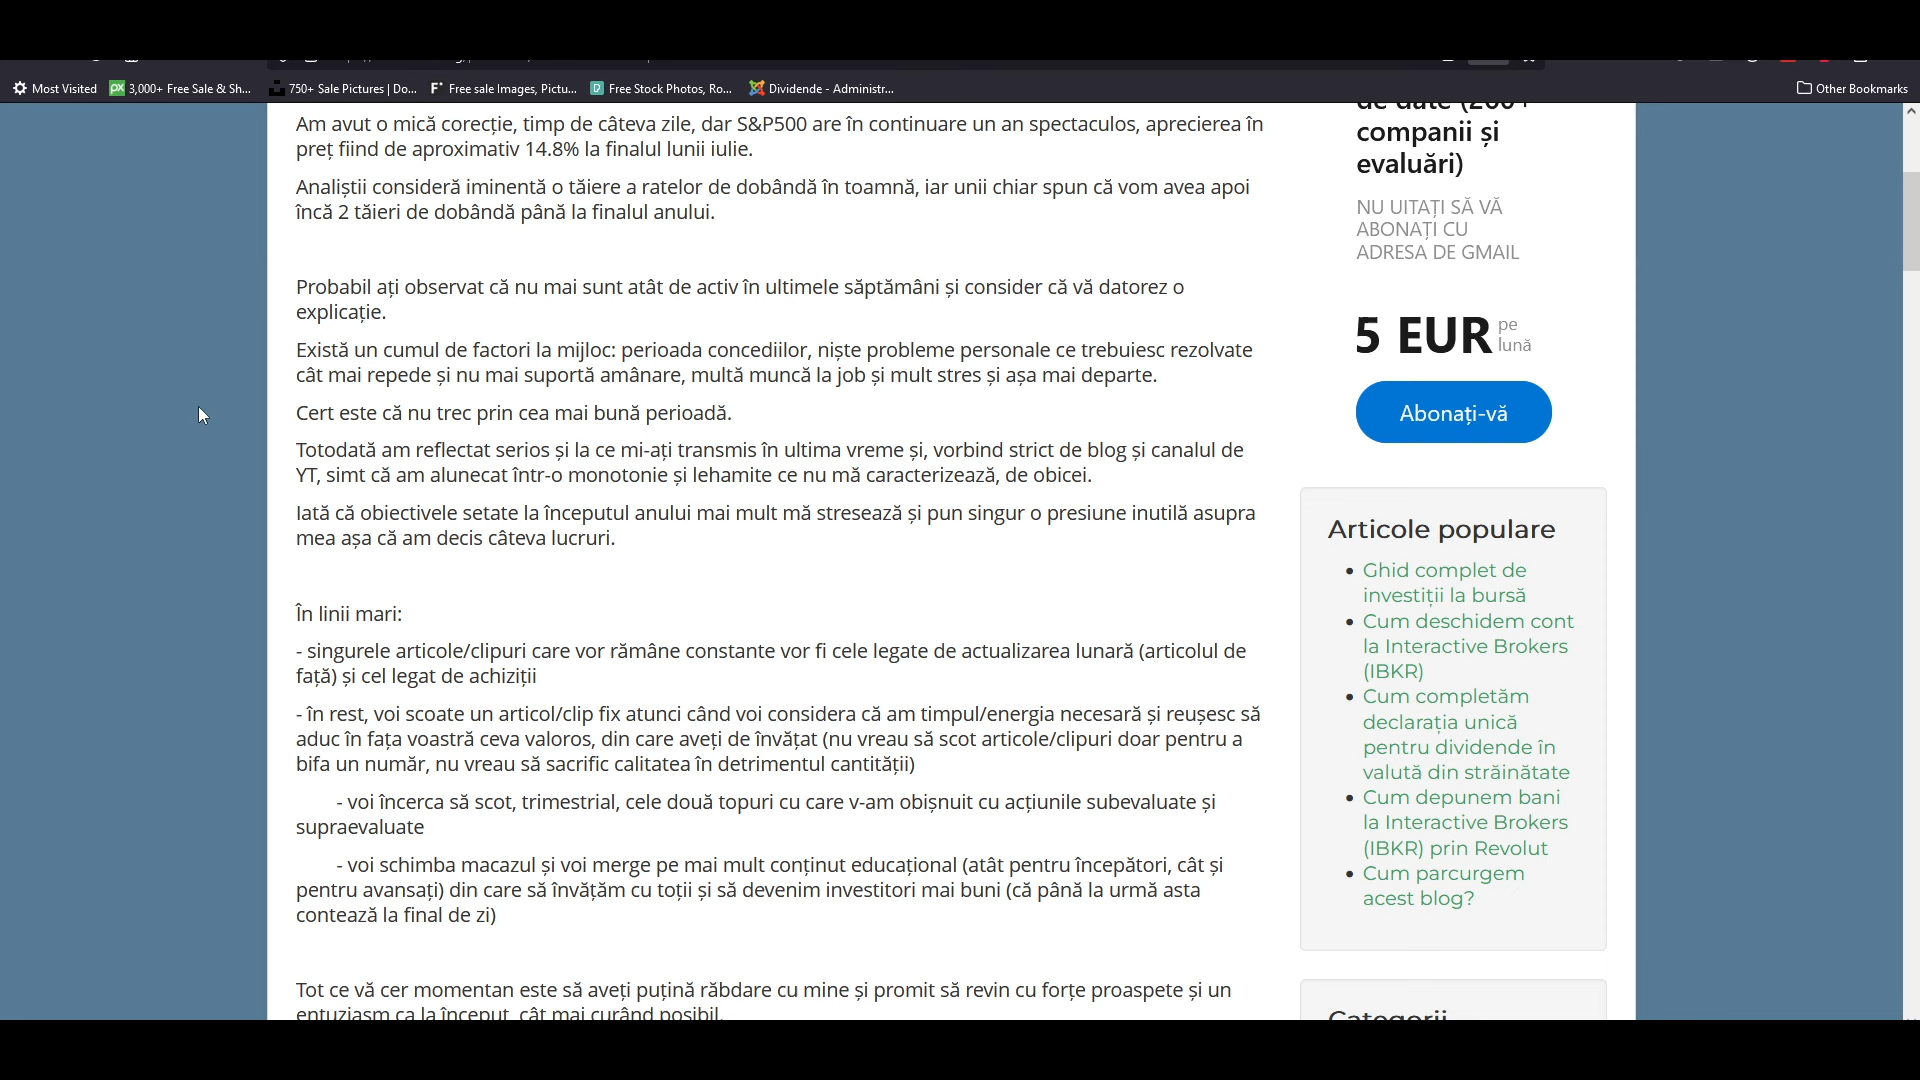 Most Visited
3,000+ Free Sale & Sh...
750+ Sale Pictures | Do...
Free sale Images, Pictu...
Free Stock Photos, Ro...
Dividende - Administr...
Other Bookmarks
Am avut o mică corecție, timp de câteva zile, dar S&P500 are în continuare un an spectaculos, aprecierea în
preț fiind de aproximativ 14.8% la finalul lunii iulie.
Analiștii consideră iminentă o tăiere a ratelor de dobândă în toamnă, iar unii chiar spun că vom avea apoi
încă 2 tăieri de dobândă până la finalul anului.
Probabil ați observat că nu mai sunt atât de activ în ultimele săptămâni și consider că vă datorez o
explicație.
Există un cumul de factori la mijloc: perioada concediilor, niște probleme personale ce trebuiesc rezolvate
cât mai repede și nu mai suportă amânare, multă muncă la job și mult stres și așa mai departe.
Cert este că nu trec prin cea mai bună perioadă.
Totodată am reflectat serios și la ce mi-ați transmis în ultima vreme și, vorbind strict de blog și canalul de
YT, simt că am alunecat într-o monotonie și lehamite ce nu mă caracterizează, de obicei.
Iată că obiectivele setate la începutul anului mai mult mă stresează și pun singur o presiune inutilă asupra
mea așa că am decis câteva lucruri.
În linii mari:
- singurele articole/clipuri care vor rămâne constante vor fi cele legate de actualizarea lunară (articolul de
față) și cel legat de achiziții
- în rest, voi scoate un articol/clip fix atunci când voi considera că am timpul/energia necesară și reușesc să
aduc în fața voastră ceva valoros, din care aveți de învățat (nu vreau să scot articole/clipuri doar pentru a
bifa un număr, nu vreau să sacrific calitatea în detrimentul cantității)
- voi încerca să scot, trimestrial, cele două topuri cu care v-am obișnuit cu acțiunile subevaluate și
supraevaluate
- voi schimba macazul și voi merge pe mai mult conținut educațional (atât pentru începători, cât și
pentru avansați) din care să învățăm cu toții și să devenim investitori mai buni (că până la urmă asta
contează la final de zi)
Tot ce vă cer momentan este să aveți puțină răbdare cu mine și promit să revin cu forțe proaspete și un
entuziasm ca la început, cât mai curând posibil.
de date (200+
companii și
evaluări)
NU UITAȚI SĂ VĂ
ABONAȚI CU
ADRESA DE GMAIL
5 EUR pe
lună
Abonați-vă
Articole populare
Ghid complet de
investiții la bursă
Cum deschidem cont
la Interactive Brokers
(IBKR)
Cum completăm
declarația unică
pentru dividende în
valută din străinătate
Cum depunem bani
la Interactive Brokers
(IBKR) prin Revolut
Cum parcurgem
acest blog?
Categorii